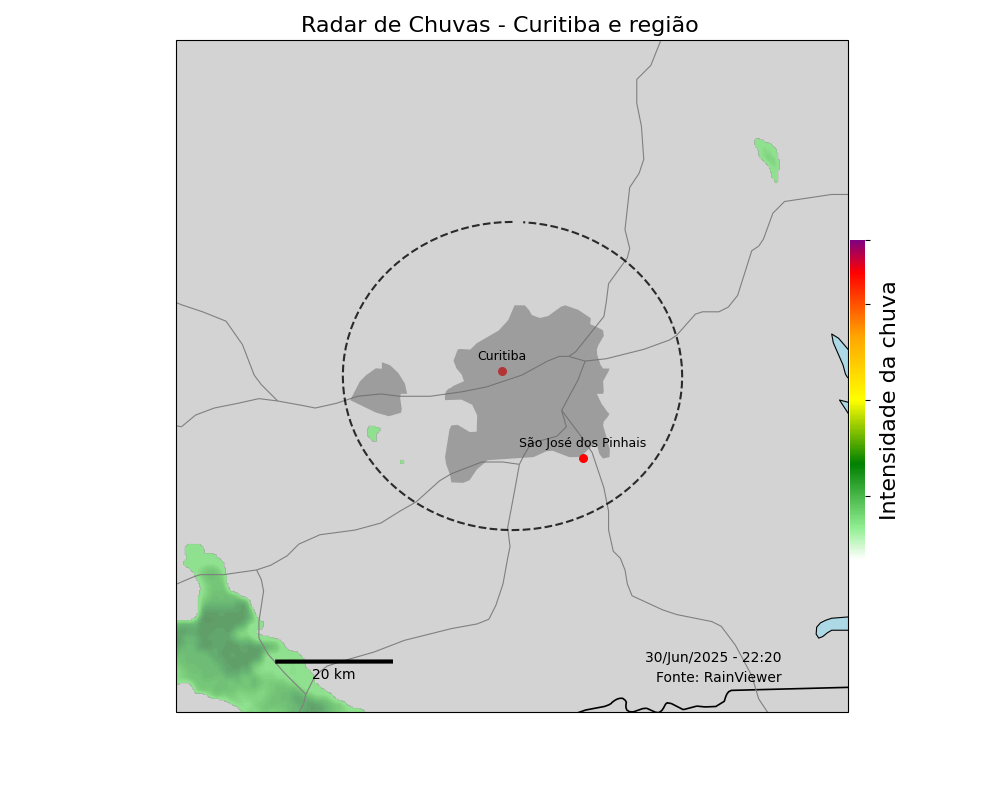 Radar de Chuvas - Curitiba e região
Curitiba
São José dos Pinhais
Intensidade da chuva
30/Jun/2025 - 22:20
Fonte: RainViewer
20 km